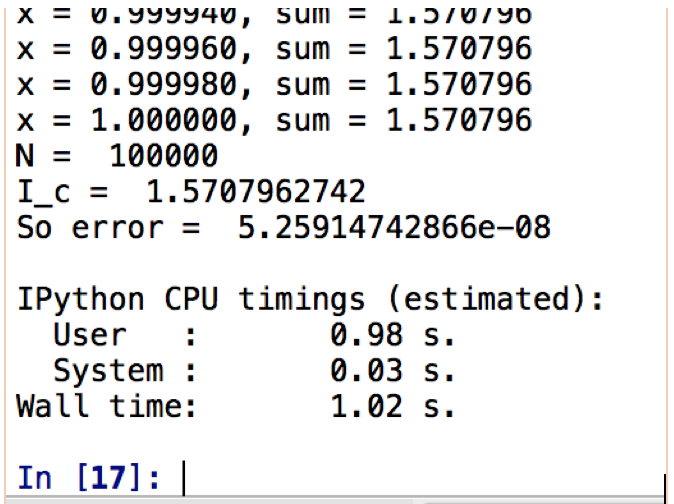 x = 0.999940, sum = 1.570796
x = 0.999960, sum = 1.570796
x = 0.999980, sum = 1.570796
x = 1.000000, sum = 1.570796
N =  100000
I_c =  1.5707962742
So error =  5.25914742866e-08

IPython CPU timings (estimated):
  User   :       0.98 s.
  System :       0.03 s.
Wall time:       1.02 s.

In [17]: